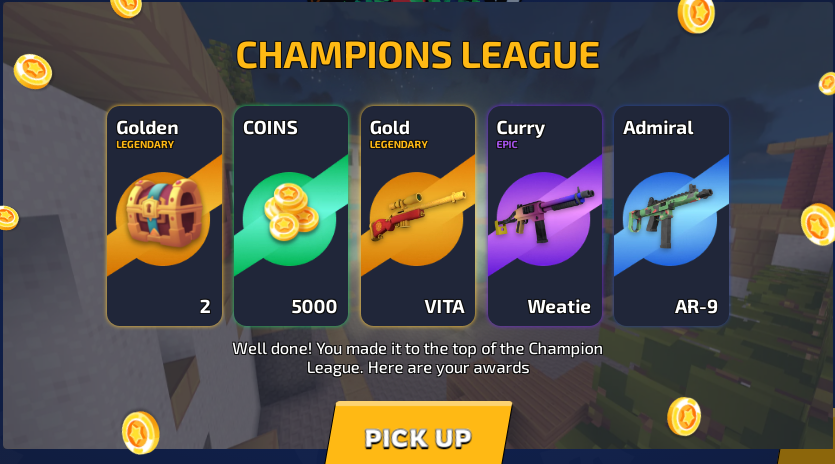 CHAMPIONS LEAGUE
Golden
LEGENDARY
2
COINS
5000
Gold
LEGENDARY
VITA
Curry
EPIC
Weatie
Admiral
AR-9
Well done! You made it to the top of the Champion
League. Here are your awards
PICK UP